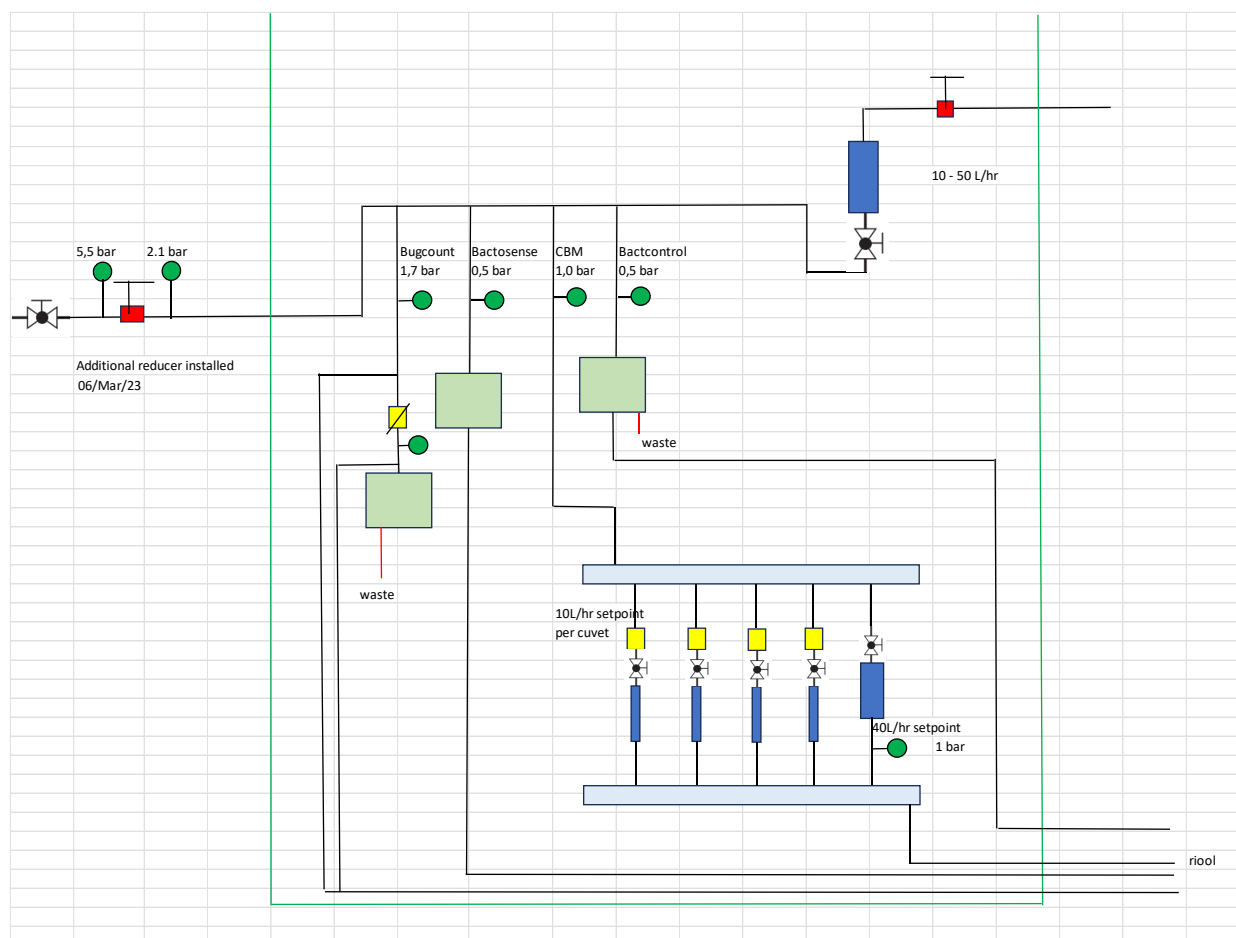 10 - 50 L/hr
5,5 bar
2.1 bar
Bugcount
1,7 bar
Bactosense
0,5 bar
CBM
1,0 bar
Bactcontrol
0,5 bar
Additional reducer installed
06/Mar/23
waste
waste
10L/hr setpoint
per cuvet
40L/hr setpoint
1 bar
riool